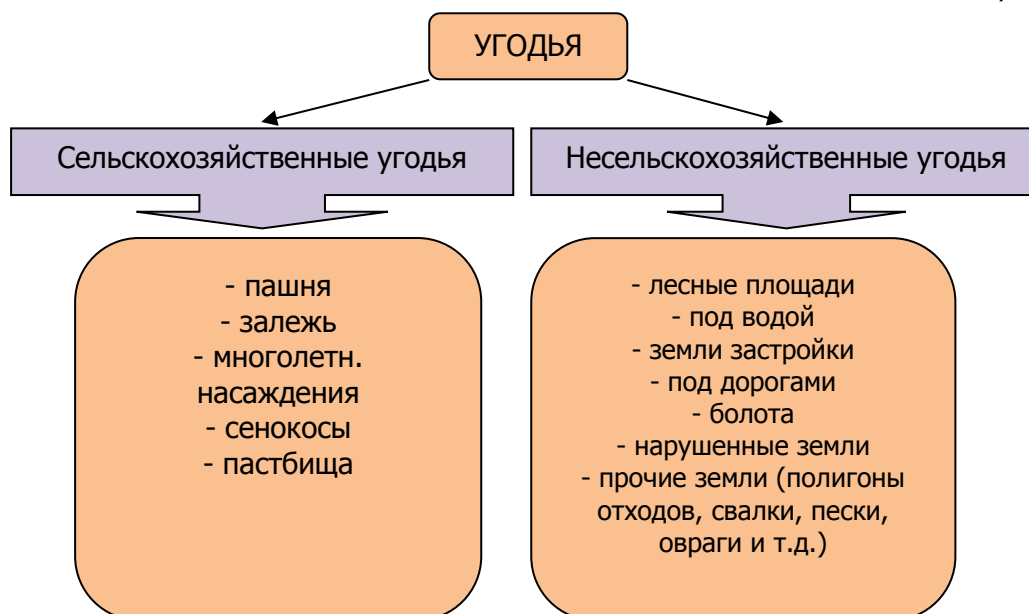 УГОДЬЯ
Сельскохозяйственные угодья
Несельскохозяйственные угодья
- пашня
- залежь
- многолетн.
насаждения
- сенокосы
- пастбища
- лесные площади
- под водой
- земли застройки
- под дорогами
- болота
- нарушенные земли
- прочие земли (полигоны
отходов, свалки, пески,
овраги и т.д.)